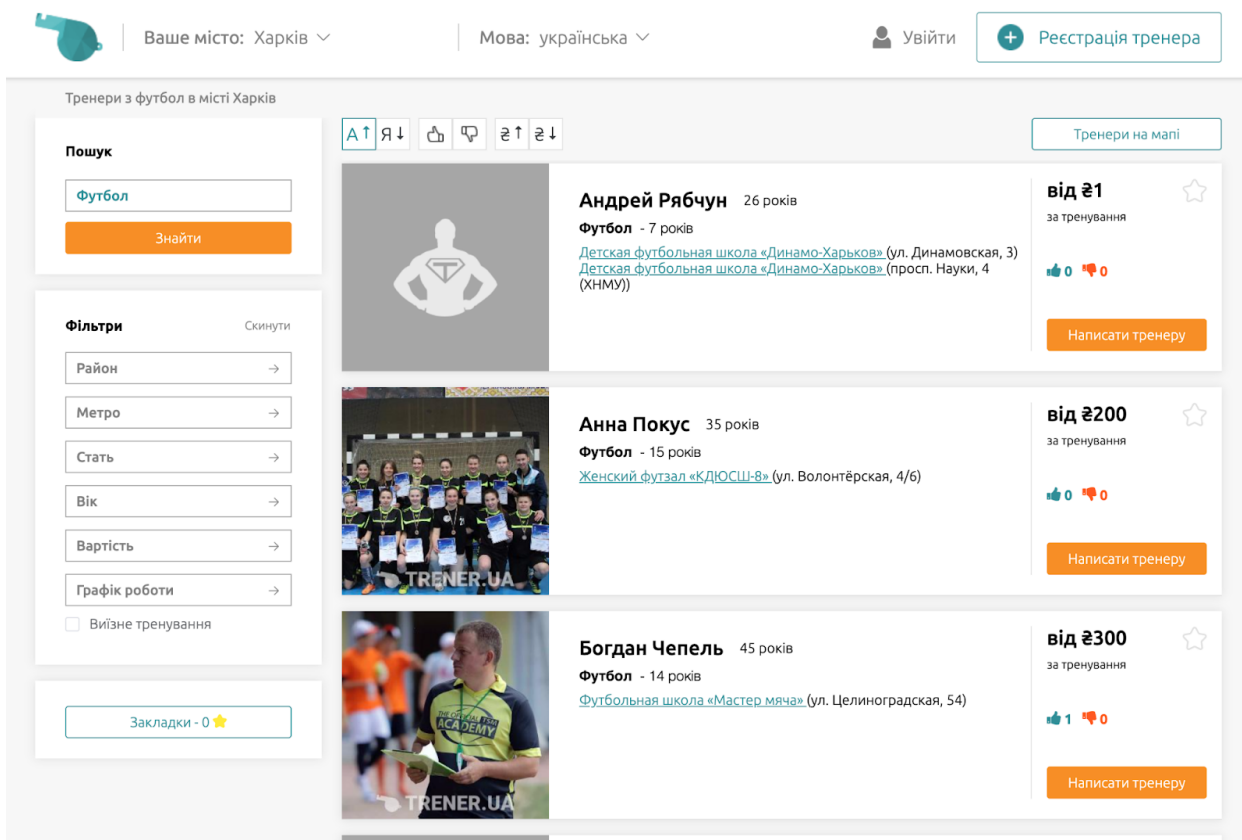 Ваше місто: Харків
Мова: українська
Увійти
Реєстрація тренера
Тренери з футбол в місті Харків
Пошук
Футбол
Знайти
Фільтри
Скинути
Район
Метро
Стать
Вік
Вартість
Графік роботи
Виїзне тренування
Закладки - 0
А↑ Я↓ ₴↑ ₴↓
Тренери на мапі
Андрей Рябчун 26 років
Футбол - 7 років
Детская футбольная школа «Динамо-Харьков» (ул. Динамовская, 3)
Детская футбольная школа «Динамо-Харьков» (просп. Науки, 4
(ХНМУ))
від ₴1
за тренування
0 0
Написати тренеру
Анна Покус 35 років
Футбол - 15 років
Женский футзал «КДЮСШ-8» (ул. Волонтёрская, 4/6)
від ₴200
за тренування
0 0
Написати тренеру
TRENER.UA
Богдан Чепель 45 років
Футбол - 14 років
Футбольная школа «Мастер мяча» (ул. Целиноградская, 54)
від ₴300
за тренування
1 0
Написати тренеру
ACADEMY
TRENER.UA